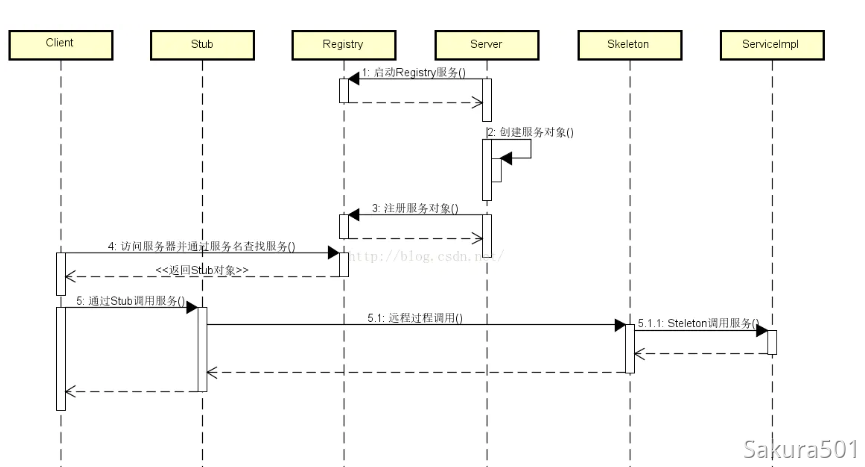 Client
Stub
Registry
Server
Skeleton
ServiceImpl
1: 启动Registry服务()
2: 创建服务对象()
3: 注册服务对象()
4: 访问服务器并通过服务名查找服务()
http://blog.csdn.net/
<<返回Stub对象>>
5: 通过Stub调用服务()
5.1: 远程过程调用()
5.1.1: Steleton调用服务()
Sakura501